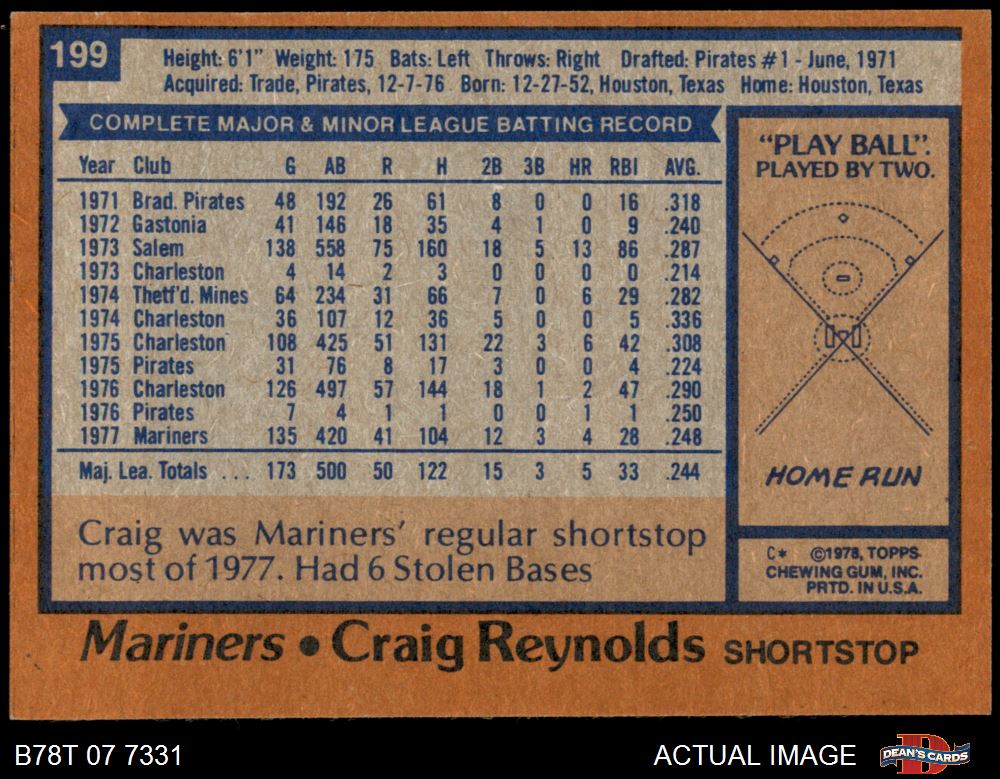 199
Height: 6'1" Weight: 175 Bats: Left Throws: Right Drafted: Pirates #1 - June, 1971
Acquired: Trade, Pirates, 12-7-76 Born: 12-27-52, Houston, Texas Home: Houston, Texas
COMPLETE MAJOR & MINOR LEAGUE BATTING RECORD
Year Club G AB R H 2B 3B HR RBI AVG.
1971 Brad. Pirates 48 192 26 61 8 0 0 16 .318
1972 Gastonia 41 146 18 35 4 1 0 9 .240
1973 Salem 138 558 75 160 18 5 13 86 .287
1973 Charleston 4 14 2 3 0 0 0 0 .214
1974 Thetf'd. Mines 64 234 31 66 7 0 6 29 .282
1974 Charleston 36 107 12 36 5 0 0 5 .336
1975 Charleston 108 425 51 131 22 3 6 42 .308
1975 Pirates 31 76 8 17 3 0 0 4 .224
1976 Charleston 126 497 57 144 18 1 2 47 .290
1976 Pirates 7 4 1 1 0 0 1 1 .250
1977 Mariners 135 420 41 104 12 3 4 28 .248
Maj. Lea. Totals ... 173 500 50 122 15 3 5 33 .244
Craig was Mariners' regular shortstop
most of 1977. Had 6 Stolen Bases
"PLAY BALL".
PLAYED BY TWO.
HOME RUN
C* ©1978, TOPPS
CHEWING GUM, INC.
PRTD. IN U.S.A.
Mariners • Craig Reynolds SHORTSTOP
B78T 07 7331
ACTUAL IMAGE
D
DEAN'S CARDS